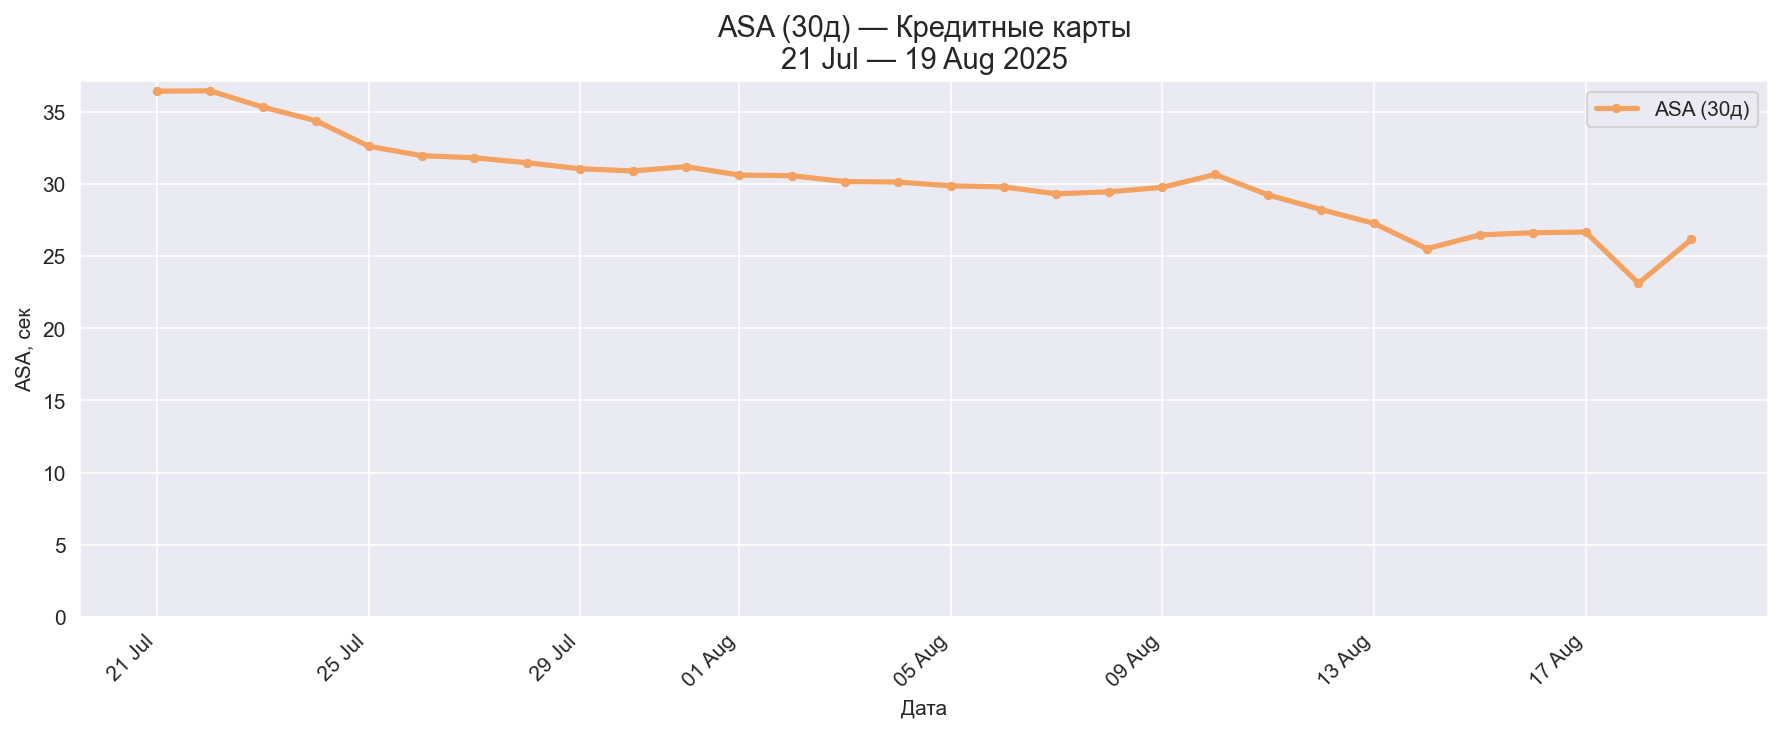 ASA (30д) — Кредитные карты
21 Jul — 19 Aug 2025
ASA (30д)
35
30
25
20
15
10
5
0
ASA, сек
21 Jul
25 Jul
29 Jul
01 Aug
05 Aug
09 Aug
13 Aug
17 Aug
Дата